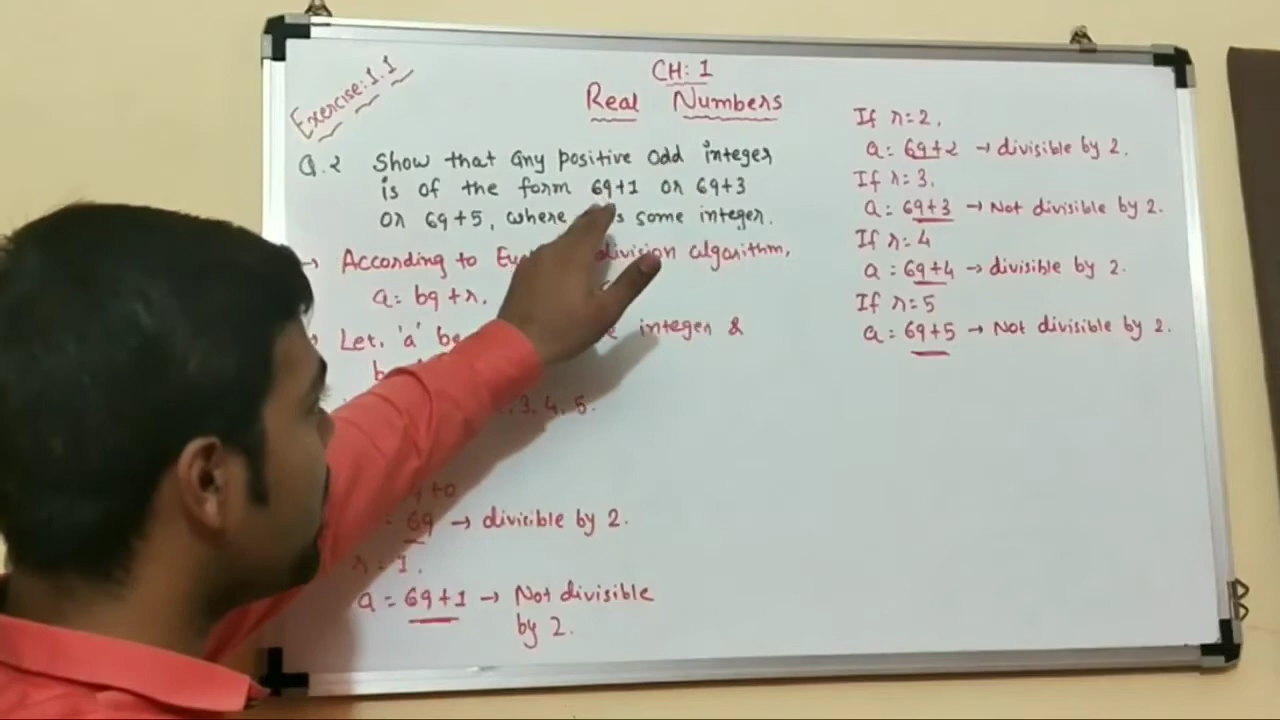 Exercise: 1.1
CH: 1
Real Numbers
Q.2 Show that any positive odd integer
is of the form 6q+1 or 6q+3
or 6q+5, where some integer.
→ According to division algorithm,
a = bq + r.
Let, 'a' be integer &
3, 4, 5.
+0
6q → divicible by 2.
r = 1.
a = 6q+1 → Not divisible
by 2.
If r = 2,
a = 6q+2 → divisible by 2.
If r = 3,
a = 6q+3 → Not divisible by 2.
If r = 4
a = 6q+4 → divisible by 2.
If r = 5
a = 6q+5 → Not divisible by 2.